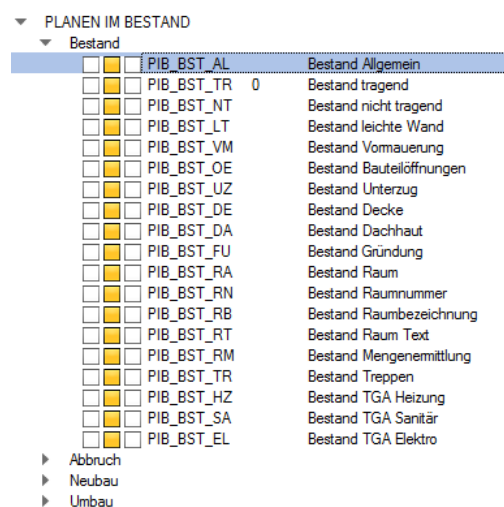 PLANEN IM BESTAND
Bestand
PIB_BST_AL Bestand Allgemein
PIB_BST_TR 0 Bestand tragend
PIB_BST_NT Bestand nicht tragend
PIB_BST_LT Bestand leichte Wand
PIB_BST_VM Bestand Vormauerung
PIB_BST_OE Bestand Bauteilöffnungen
PIB_BST_UZ Bestand Unterzug
PIB_BST_DE Bestand Decke
PIB_BST_DA Bestand Dachhaut
PIB_BST_FU Bestand Gründung
PIB_BST_RA Bestand Raum
PIB_BST_RN Bestand Raumnummer
PIB_BST_RB Bestand Raumbezeichnung
PIB_BST_RT Bestand Raum Text
PIB_BST_RM Bestand Mengenermittlung
PIB_BST_TR Bestand Treppen
PIB_BST_HZ Bestand TGA Heizung
PIB_BST_SA Bestand TGA Sanitär
PIB_BST_EL Bestand TGA Elektro
Abbruch
Neubau
Umbau